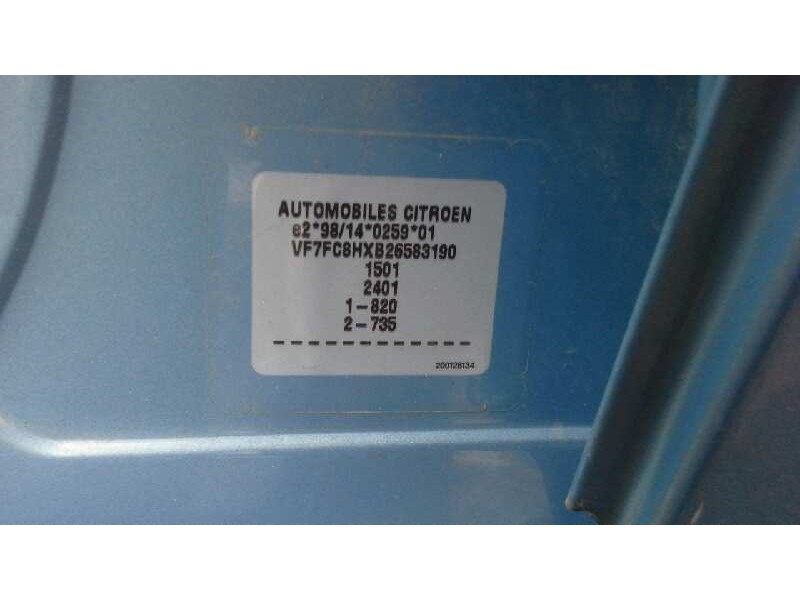 AUTOMOBILES CITROEN
e2*98/14*0259*01
VF7FC8HXB26583190
1501
2401
1-820
2-735
-------------
200128134